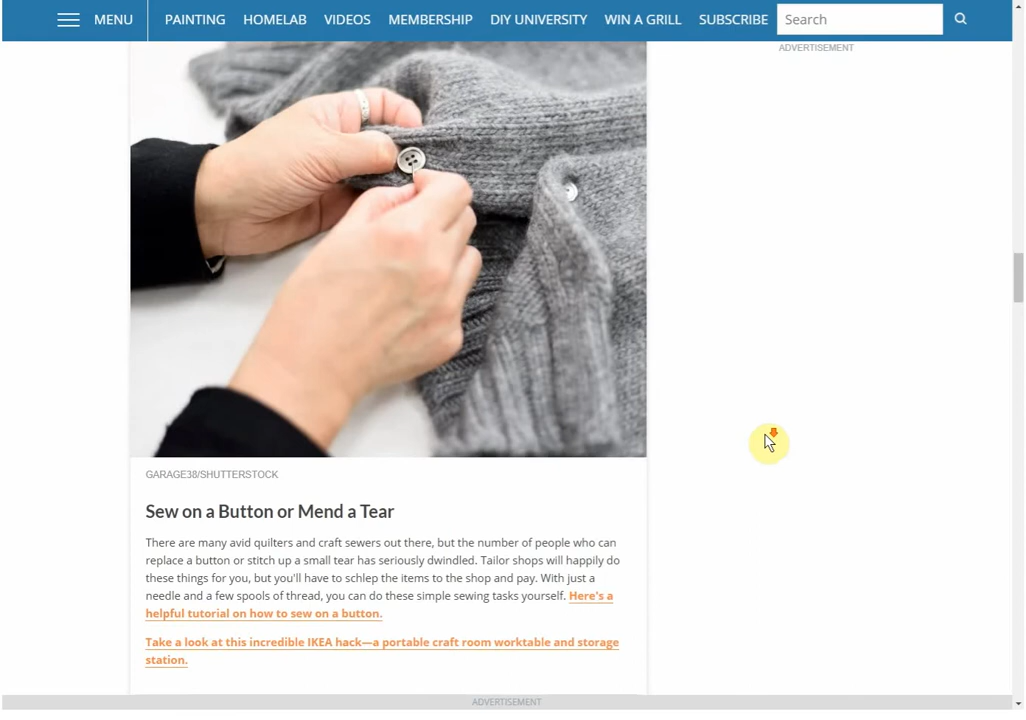 MENU PAINTING HOMELAB VIDEOS MEMBERSHIP DIY UNIVERSITY WIN A GRILL SUBSCRIBE Search
ADVERTISEMENT
GARAGE38/SHUTTERSTOCK
Sew on a Button or Mend a Tear
There are many avid quilters and craft sewers out there, but the number of people who can
replace a button or stitch up a small tear has seriously dwindled. Tailor shops will happily do
these things for you, but you'll have to schlep the items to the shop and pay. With just a
needle and a few spools of thread, you can do these simple sewing tasks yourself. Here's a
helpful tutorial on how to sew on a button.
Take a look at this incredible IKEA hack—a portable craft room worktable and storage
station.
ADVERTISEMENT